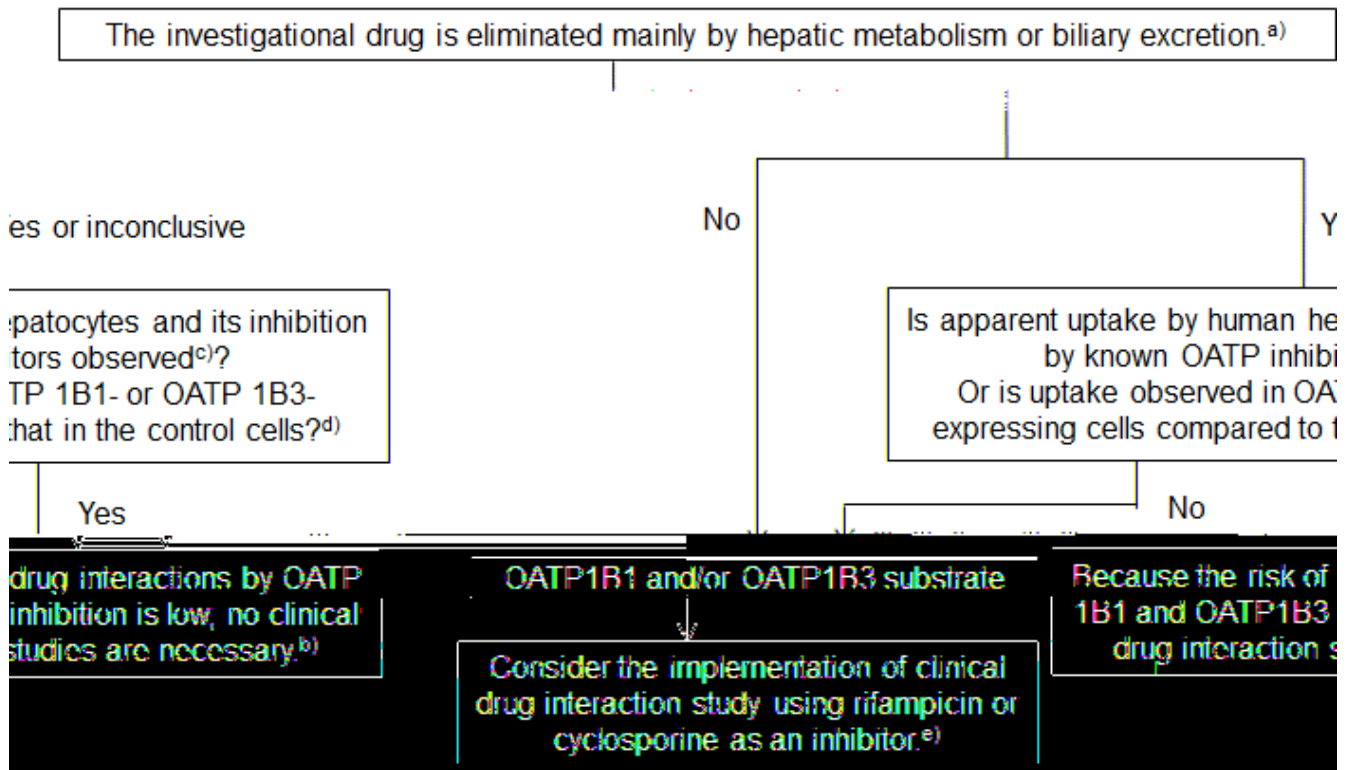 The investigational drug is eliminated mainly by hepatic metabolism or biliary excretion.a)
No
es or inconclusive
Y
epatocytes and its inhibition
tors observedc)?
TP 1B1- or OATP 1B3-
that in the control cells?d)
Is apparent uptake by human he
by known OATP inhibi
Or is uptake observed in OA
expressing cells compared to t
Yes
No
drug interactions by OATP
inhibition is low, no clinical
studies are necessary.b)
OATP1B1 and/or OATP1B3 substrate
Consider the implementation of clinical
drug interaction study using rifampicin or
cyclosporine as an inhibitor.e)
Because the risk of
1B1 and OATP1B3
drug interaction s